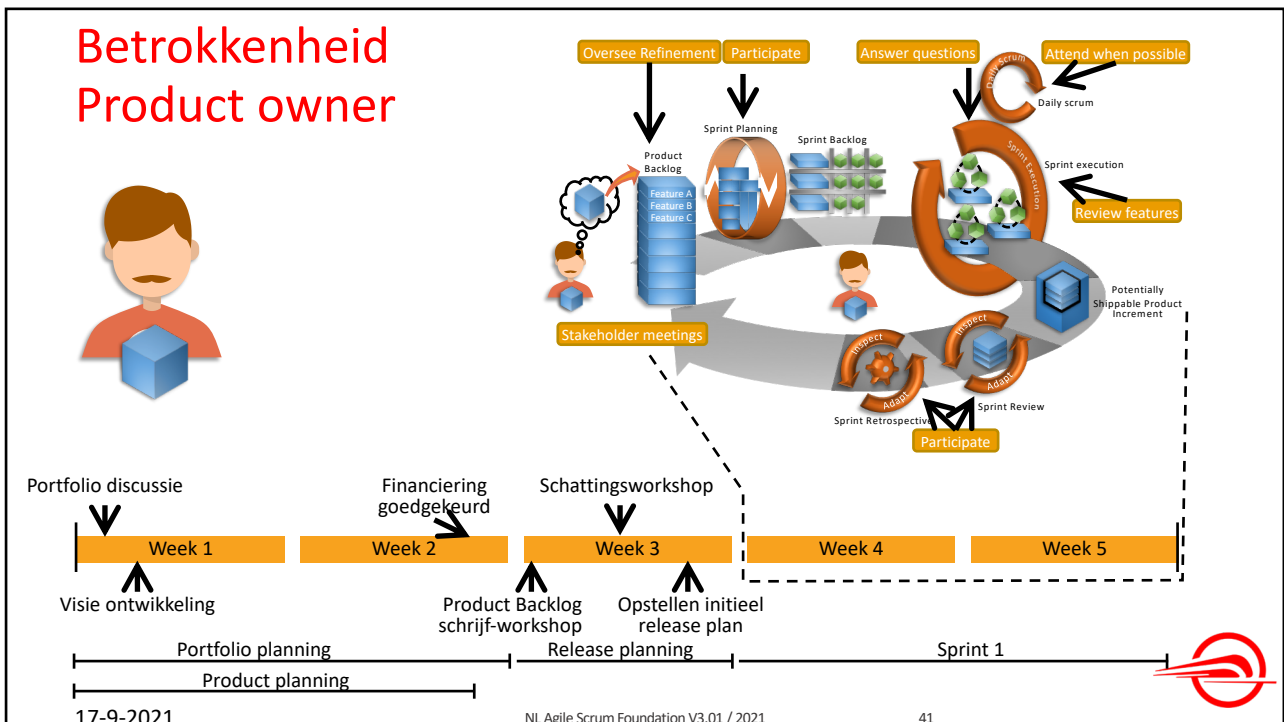 Betrokkenheid
Product owner
Oversee Refinement
Participate
Answer questions
Attend when possible
Daily Scrum
Daily scrum
Sprint Planning
Sprint Backlog
Product
Backlog
Feature A
Feature B
Feature C
Sprint Execution
Sprint execution
Review features
Potentially
Shippable Product
Increment
Stakeholder meetings
Inspect
Adapt
Sprint Retrospective
Inspect
Adapt
Sprint Review
Participate
Portfolio discussie
Financiering
goedgekeurd
Schattingsworkshop
Week 1
Week 2
Week 3
Week 4
Week 5
Visie ontwikkeling
Product Backlog
schrijf-workshop
Opstellen initieel
release plan
Portfolio planning
Release planning
Sprint 1
Product planning
17-9-2021
NL Agile Scrum Foundation V3.01 / 2021
41